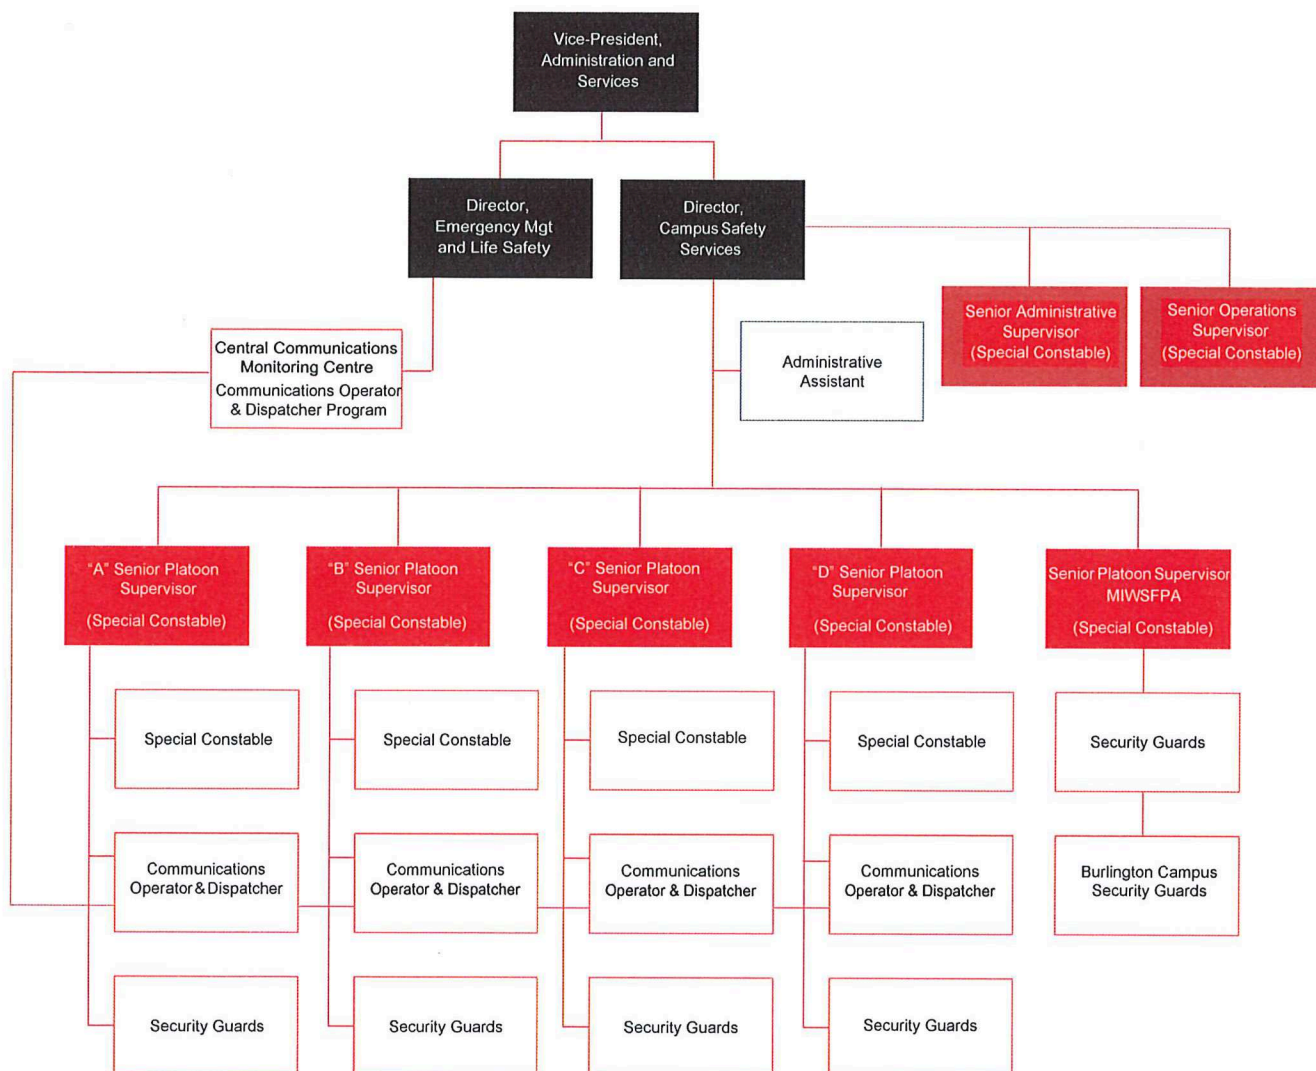 Vice-President,
Administration and
Services
Director,
Emergency Mgt
and Life Safety
Director,
Campus Safety
Services
Senior Administrative
Supervisor
(Special Constable)
Senior Operations
Supervisor
(Special Constable)
Central Communications
Monitoring Centre
Communications Operator
& Dispatcher Program
Administrative
Assistant
"A" Senior Platoon
Supervisor
(Special Constable)
"B" Senior Platoon
Supervisor
(Special Constable)
"C" Senior Platoon
Supervisor
(Special Constable)
"D" Senior Platoon
Supervisor
(Special Constable)
Senior Platoon Supervisor
MIWSFPA
(Special Constable)
Special Constable
Special Constable
Special Constable
Special Constable
Security Guards
Communications
Operator & Dispatcher
Communications
Operator & Dispatcher
Communications
Operator & Dispatcher
Communications
Operator & Dispatcher
Burlington Campus
Security Guards
Security Guards
Security Guards
Security Guards
Security Guards